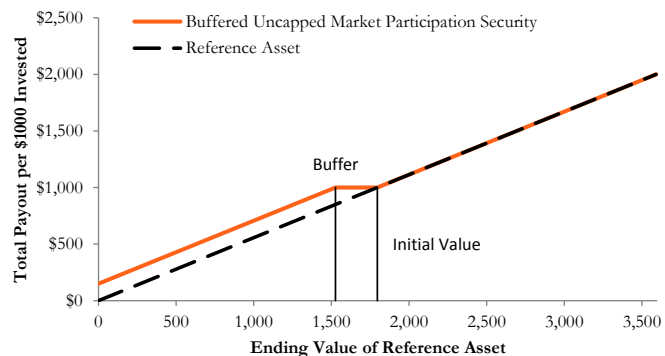 Buffered Uncapped Market Participation Security
Reference Asset
Total Payout per $1000 Invested
$2,500
$2,000
$1,500
$1,000
$500
$0
Buffer
Initial Value
0
500
1,000
1,500
2,000
2,500
3,000
3,500
Ending Value of Reference Asset